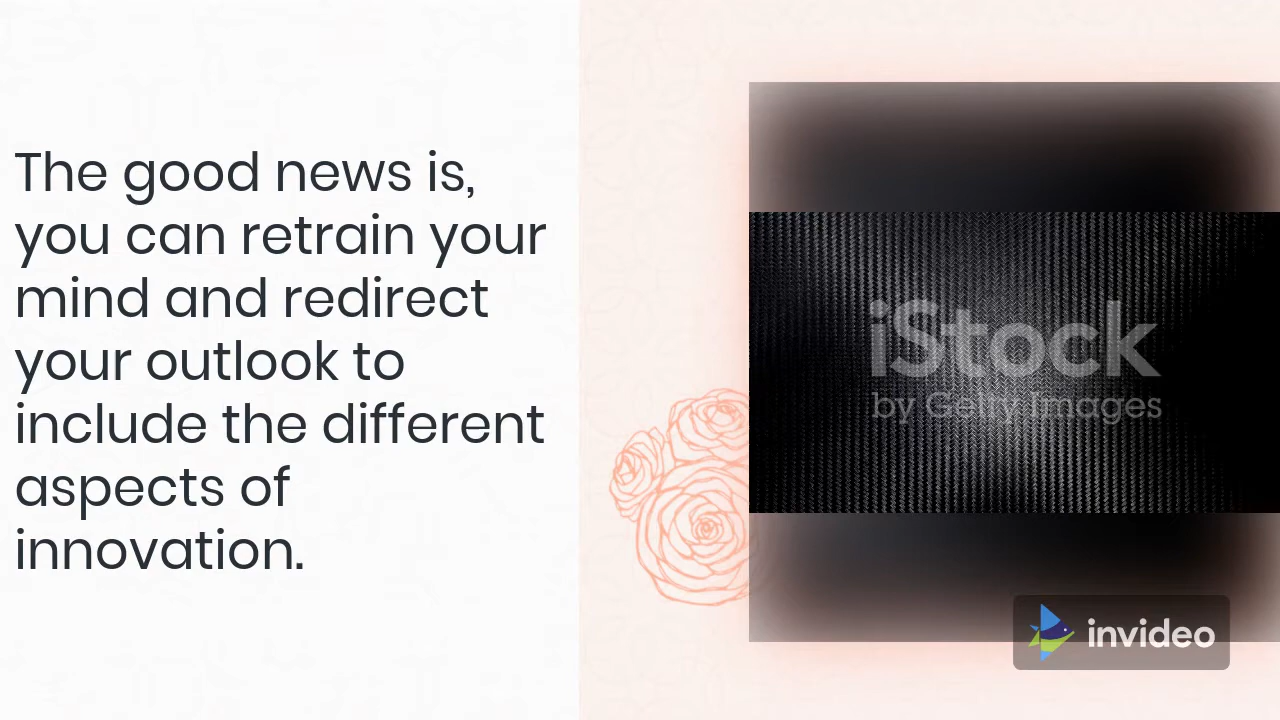 The good news is,
you can retrain your
mind and redirect
your outlook to
include the different
aspects of
innovation.
iStock
by Getty Images
invideo